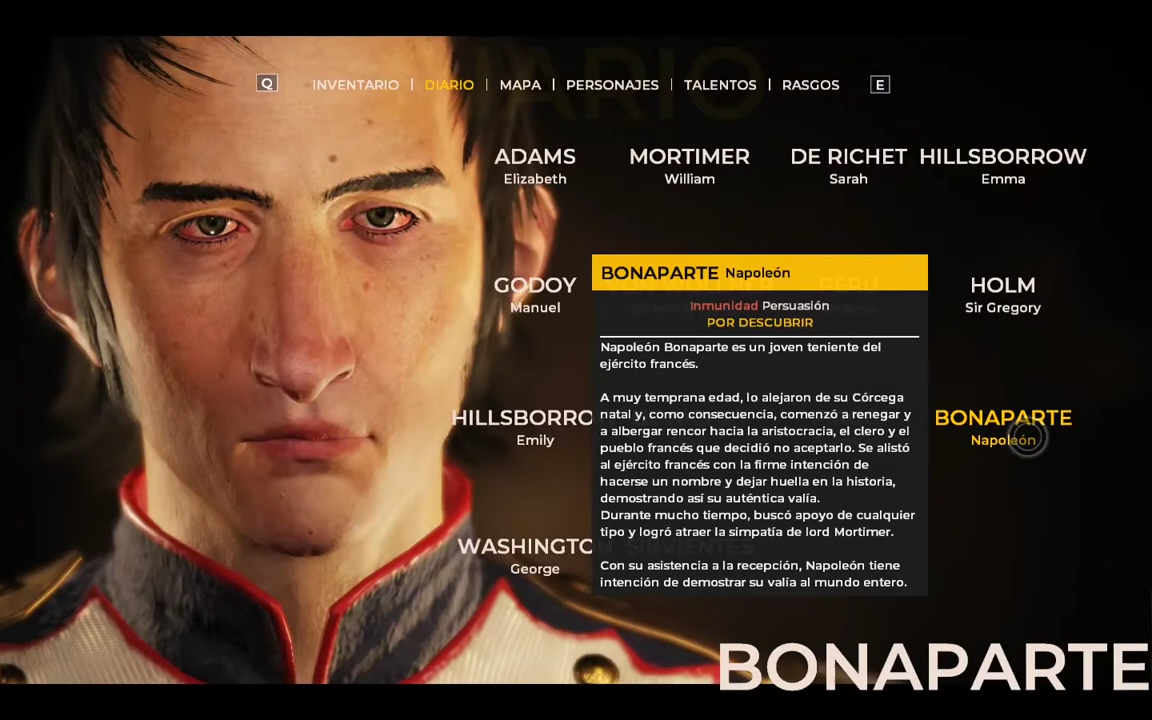 DIARIO
Q INVENTARIO | DIARIO | MAPA | PERSONAJES | TALENTOS | RASGOS E
ADAMS MORTIMER DE RICHET HILLSBORROW
Elizabeth William Sarah Emma
BONAPARTE Napoleón
GODOY PERU HOLM
Manuel Sir Gregory
Inmunidad Persuasión
POR DESCUBRIR
Napoleón Bonaparte es un joven teniente del
ejército francés.
A muy temprana edad, lo alejaron de su Córcega
natal y, como consecuencia, comenzó a renegar y
a albergar rencor hacia la aristocracia, el clero y el
pueblo francés que decidió no aceptarlo. Se alistó
al ejército francés con la firme intención de
hacerse un nombre y dejar huella en la historia,
demostrando así su auténtica valía.
Durante mucho tiempo, buscó apoyo de cualquier
tipo y logró atraer la simpatía de lord Mortimer.
Con su asistencia a la recepción, Napoleón tiene
intención de demostrar su valía al mundo entero.
HILLSBORRO BONAPARTE
Emily Napoleón
WASHINGTO SIRVIENTES
George
BONAPARTE